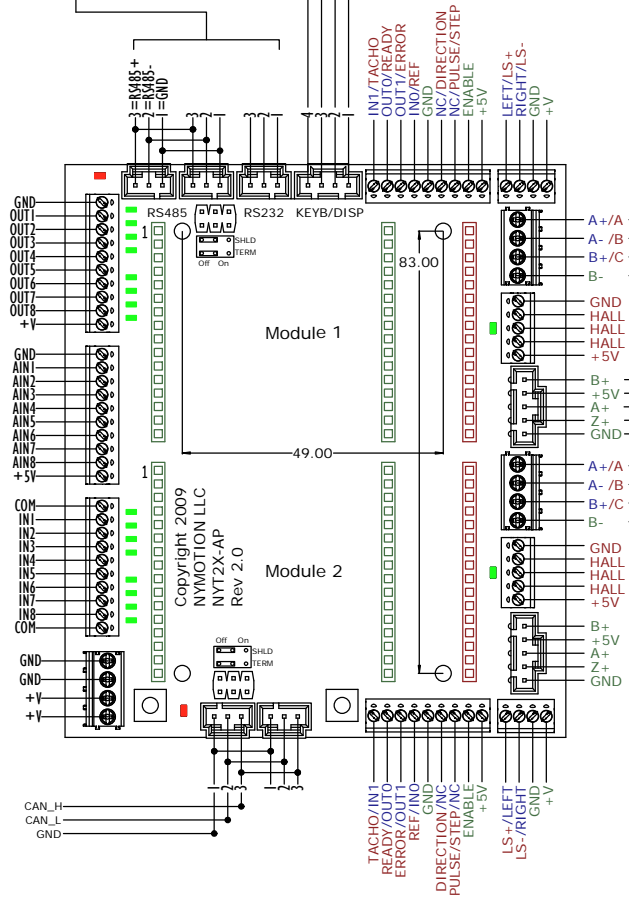 3=RS485+
2=RS485-
1=GND
3
2
1
3
2
1
4
3
2
1
IN1/TACHO
OUT0/READY
OUT1/ERROR
IN0/REF
GND
NC/DIRECTION
NC/PULSE/STEP
ENABLE
+5V
LEFT/LS+
RIGHT/LS-
GND
+V
RS485
RS232
KEYB/DISP
SHLD
TERM
Off On
GND
OUT1
OUT2
OUT3
OUT4
OUT5
OUT6
OUT7
OUT8
+V
GND
AIN1
AIN2
AIN3
AIN4
AIN5
AIN6
AIN7
AIN8
+5V
COM
IN1
IN2
IN3
IN4
IN5
IN6
IN7
IN8
COM
GND
GND
+V
+V
1
Module 1
83.00
49.00
1
Copyright 2009
NYMOTION LLC
NYT2X-AP
Rev 2.0
Module 2
Off On
SHLD
TERM
A+/A
A- /B
B+/C
B-
GND
HALL
HALL
HALL
+5V
B+
+5V
A+
Z+
GND
A+/A
A- /B
B+/C
B-
GND
HALL
HALL
HALL
+5V
B+
+5V
A+
Z+
GND
1
2
3
1
2
3
CAN_H
CAN_L
GND
TACHO/IN1
READY/OUT0
ERROR/OUT1
REF/IN0
GND
DIRECTION/NC
PULSE/STEP/NC
ENABLE
+5V
LS+/LEFT
LS-/RIGHT
GND
+V